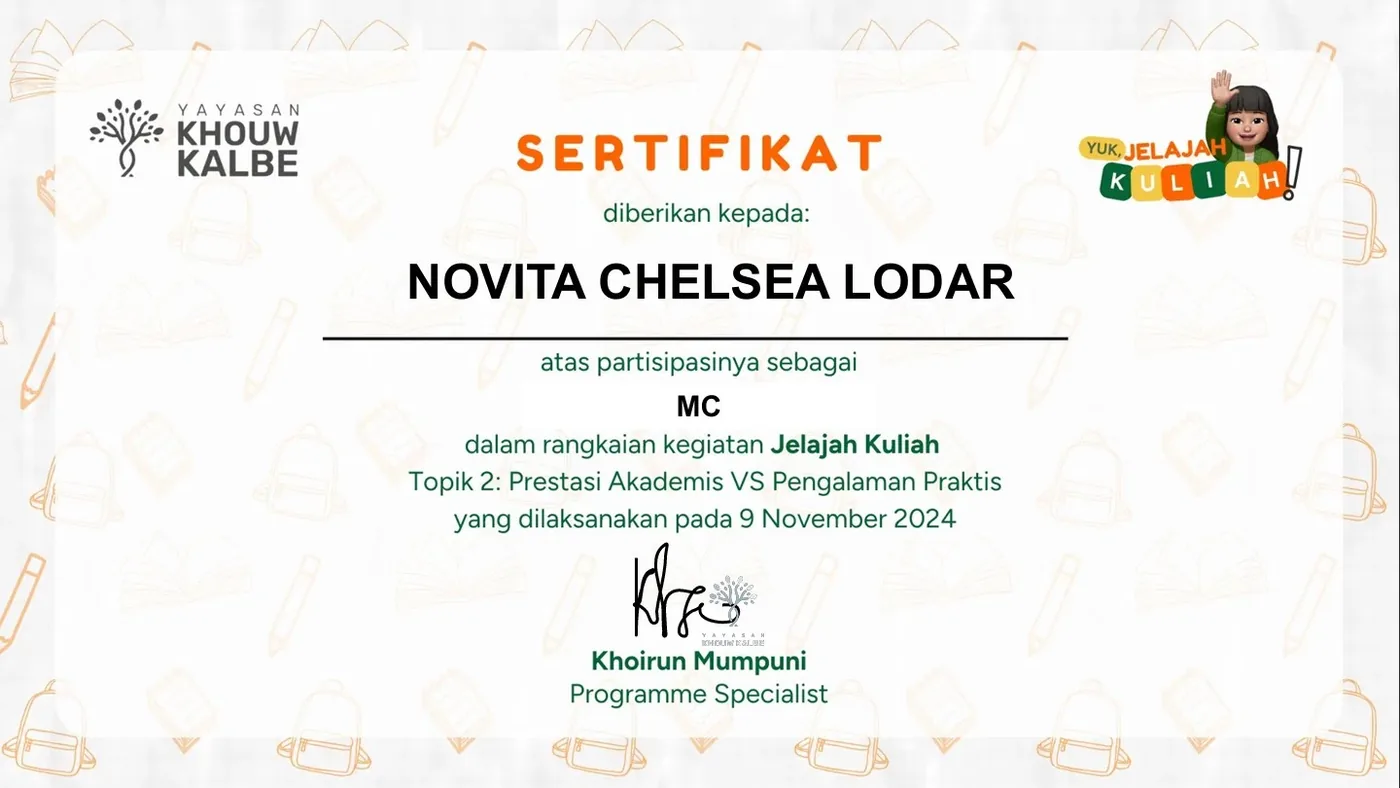 YAYASAN
KHOUW
KALBE
SERTIFIKAT
YUK, JELAJAH
KULIAH!
diberikan kepada:
NOVITA CHELSEA LODAR
atas partisipasinya sebagai
MC
dalam rangkaian kegiatan Jelajah Kuliah
Topik 2: Prestasi Akademis VS Pengalaman Praktis
yang dilaksanakan pada 9 November 2024
YAYASAN
KHOUW KALBE
Khoirun Mumpuni
Programme Specialist